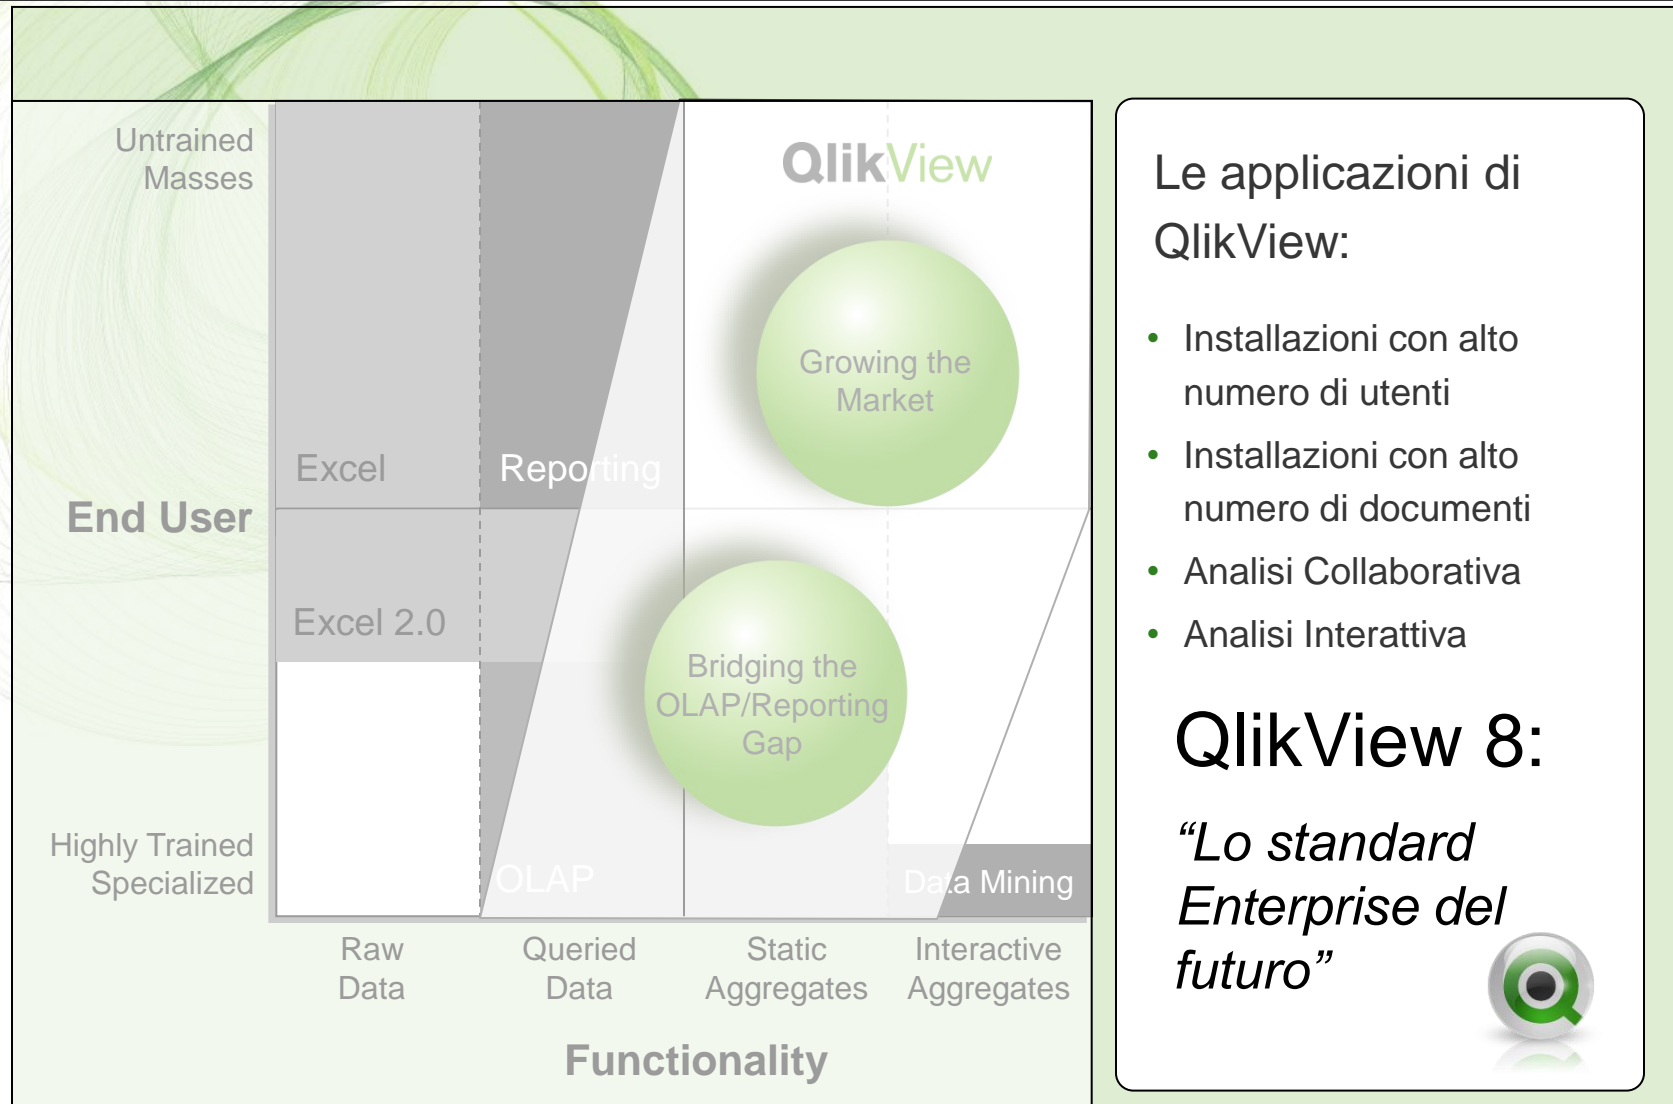 Untrained
Masses
QlikView
Growing the
Market
Excel
Reporting
End User
Excel 2.0
Bridging the
OLAP/Reporting
Gap
Highly Trained
Specialized
OLAP
Data Mining
Raw
Data
Queried
Data
Static
Aggregates
Interactive
Aggregates
Functionality
Le applicazioni di
QlikView:
• Installazioni con alto
numero di utenti
• Installazioni con alto
numero di documenti
• Analisi Collaborativa
• Analisi Interattiva
QlikView 8:
“Lo standard
Enterprise del
futuro”